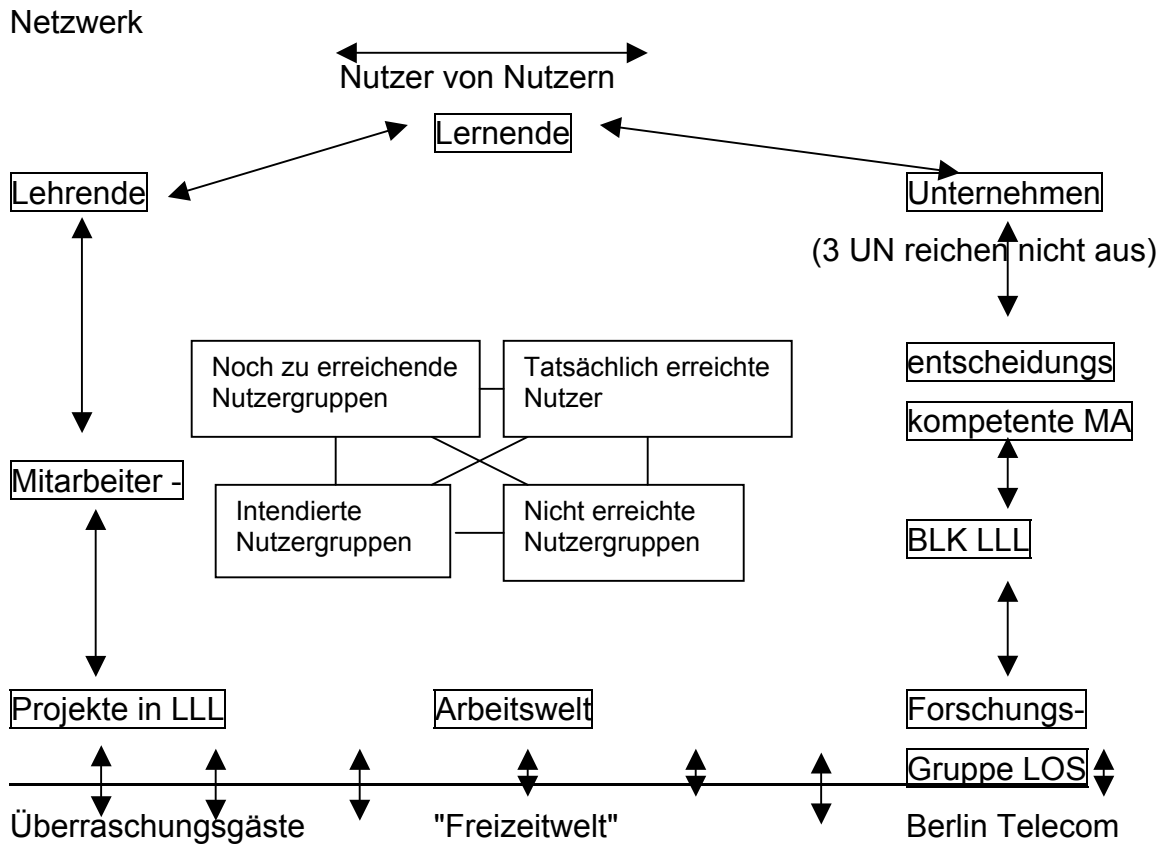 Netzwerk
Nutzer von Nutzern
Lernende
Lehrende
Unternehmen
(3 UN reichen nicht aus)
Noch zu erreichende
Nutzergruppen
Tatsächlich erreichte
Nutzer
entscheidungs
kompetente MA
Mitarbeiter -
Intendierte
Nutzergruppen
Nicht erreichte
Nutzergruppen
BLK LLL
Projekte in LLL
Arbeitswelt
Forschungs-
Gruppe LOS
Überraschungsgäste
"Freizeitwelt"
Berlin Telecom